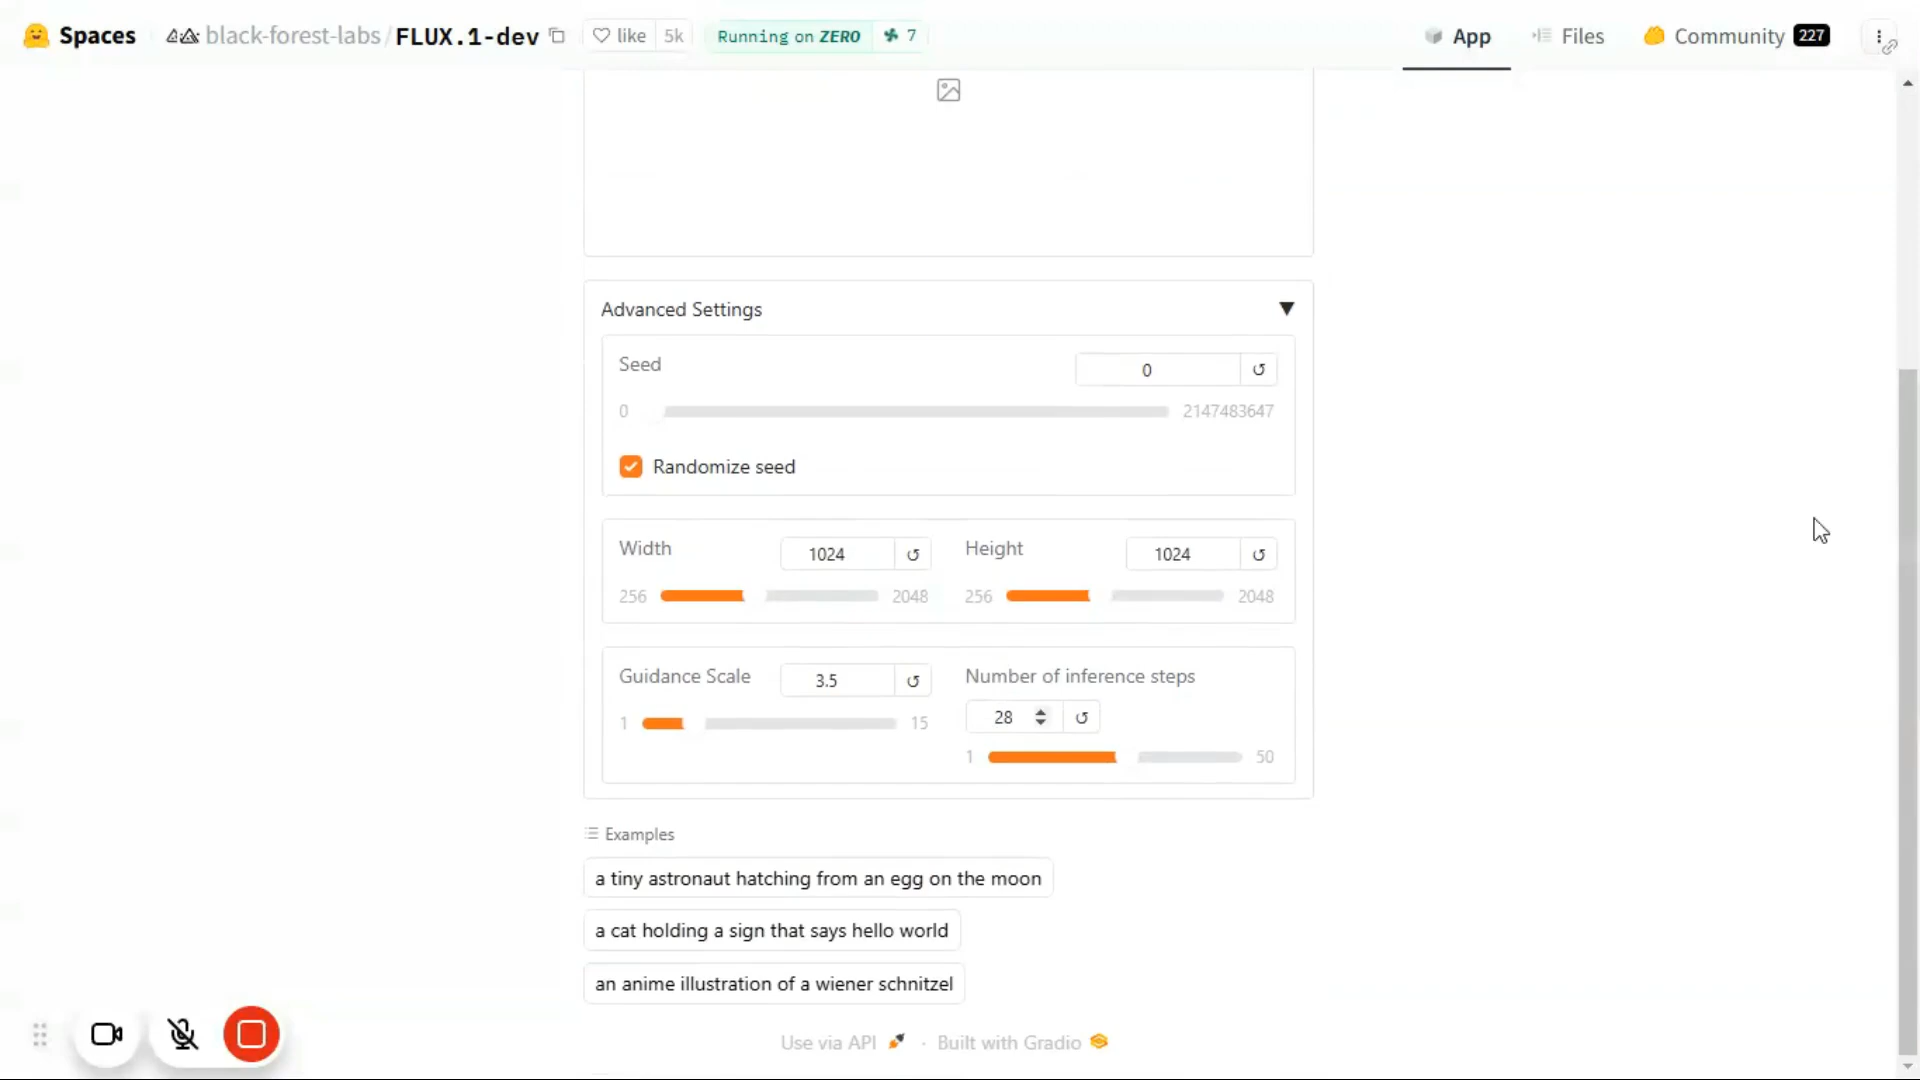 Spaces black-forest-labs/FLUX.1-dev like 5k Running on ZERO 7 App Files Community 227
Advanced Settings ▼
Seed 0 ↺
0 2147483647
Randomize seed
Width 1024 ↺ Height 1024 ↺
256 2048 256 2048
Guidance Scale 3.5 ↺ Number of inference steps
28 ↺
1 15
1 50
Examples
a tiny astronaut hatching from an egg on the moon
a cat holding a sign that says hello world
an anime illustration of a wiener schnitzel
Use via API · Built with Gradio